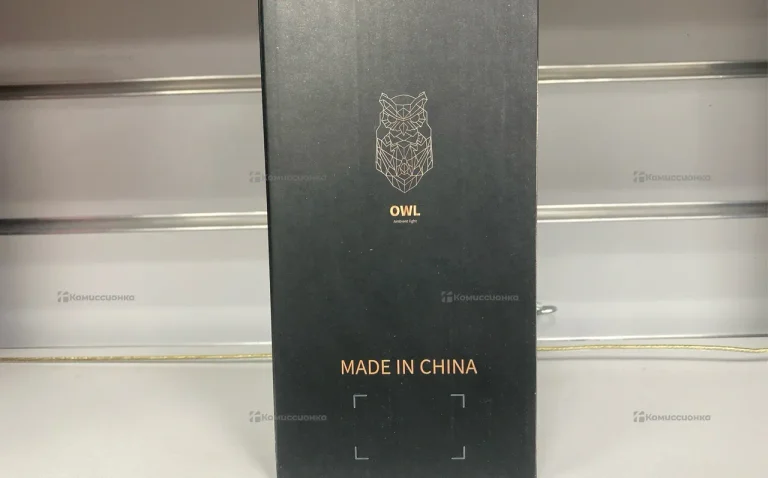 Комиссионка
Комиссионка
OWL
ambient light
Комиссионка
Комиссионка
MADE IN CHINA
Комиссионка
Комиссионка